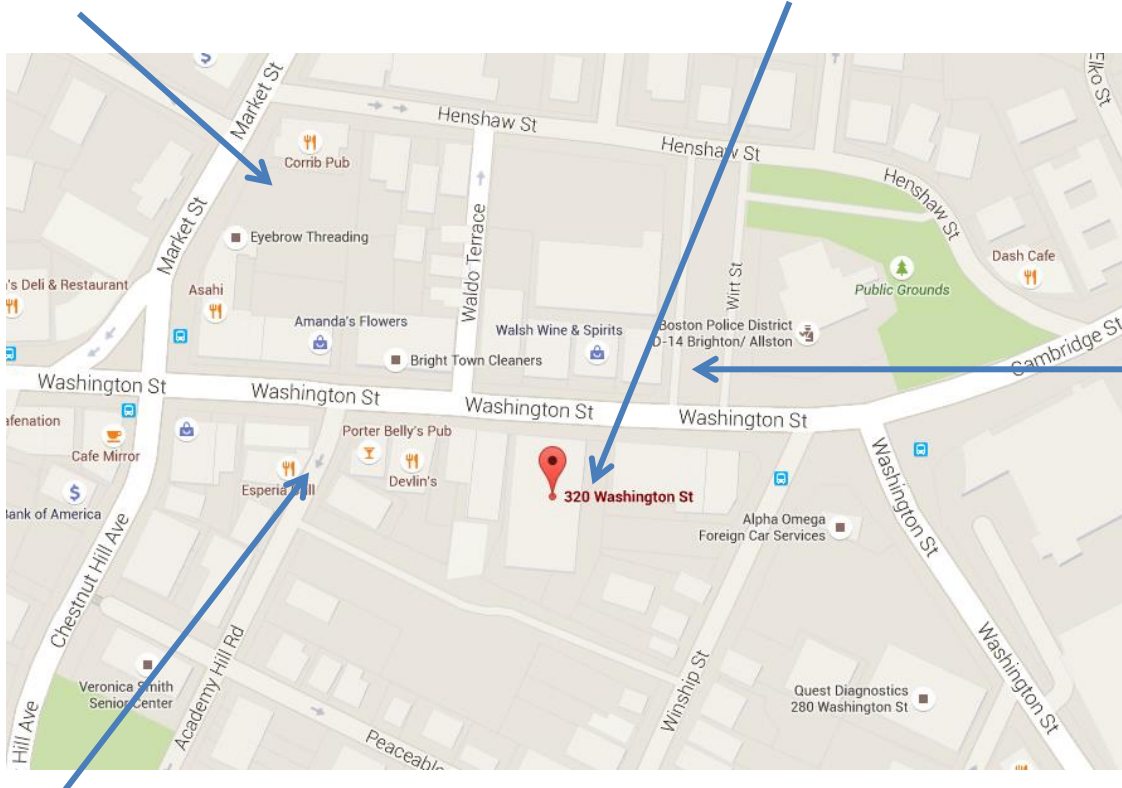 Elko St
$
Market St
Henshaw St
Corrib Pub
Henshaw St
Henshaw St
Market St
Eyebrow Threading
Waldo Terrace
Wirt St
Dash Cafe
Public Grounds
's Deli & Restaurant
Asahi
Amanda's Flowers
Walsh Wine & Spirits
Boston Police District
D-14 Brighton/ Allston
Bright Town Cleaners
Cambridge St
Washington St
Washington St
Washington St
Washington St
afenation
Cafe Mirror
Porter Belly's Pub
Devlin's
Esperia
$
Bank of America
320 Washington St
Alpha Omega
Foreign Car Services
Washington St
Chestnut Hill Ave
Academy Hill Rd
Winship St
Washington St
Veronica Smith
Senior Center
Quest Diagnostics
280 Washington St
Hill Ave
Peaceable